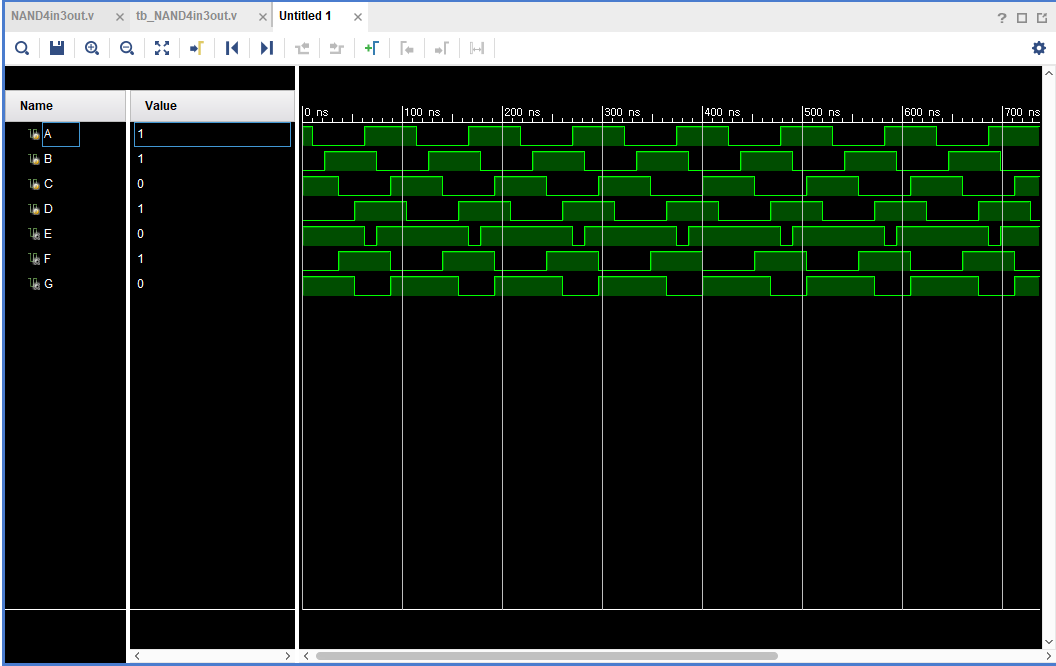 NAND4in3out.v × tb_NAND4in3out.v × Untitled 1 × ?
Name Value
0 ns 100 ns 200 ns 300 ns 400 ns 500 ns 600 ns 700 ns
A 1
B 1
C 0
D 1
E 0
F 1
G 0